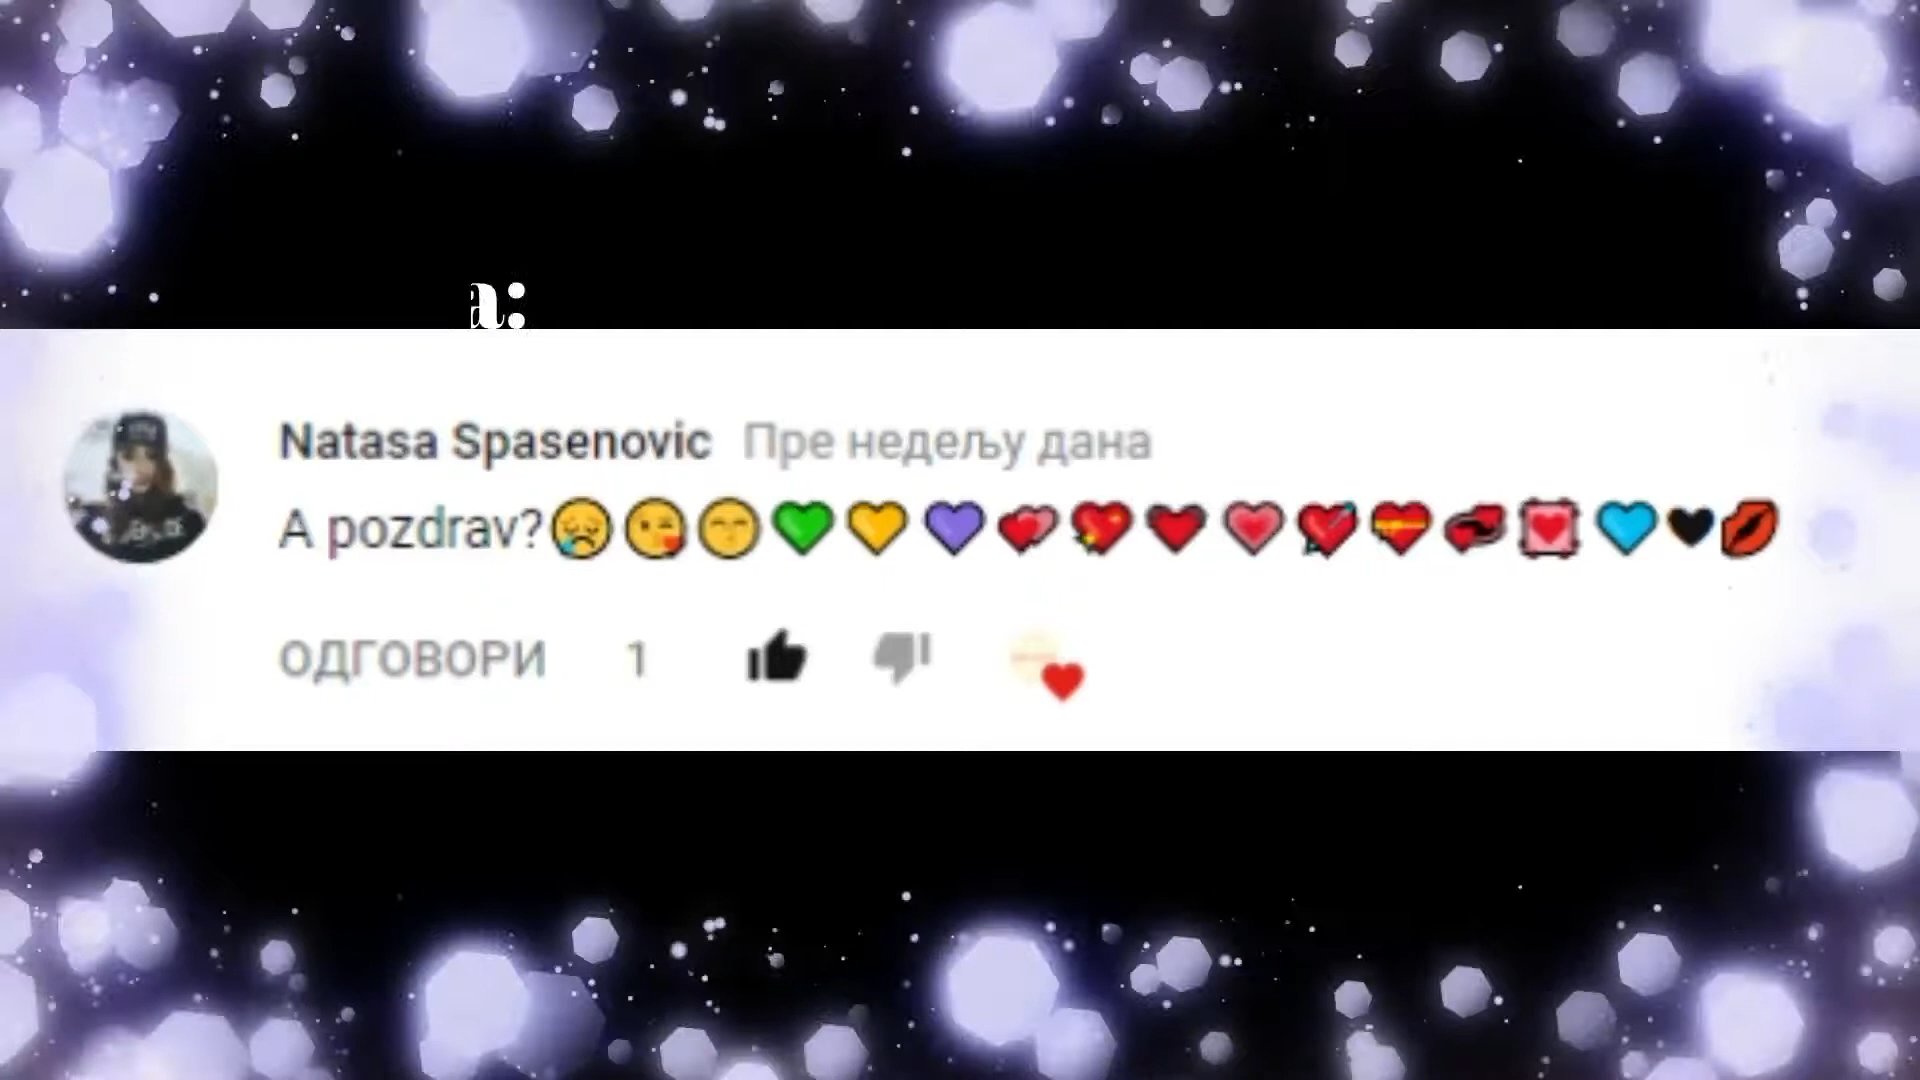 a:
Natasa Spasenovic Пре недељу дана
A pozdrav?😢😘😙💚💛💜💕💖❤💗💘💝💞💟💙🖤💋
ОДГОВОРИ 1